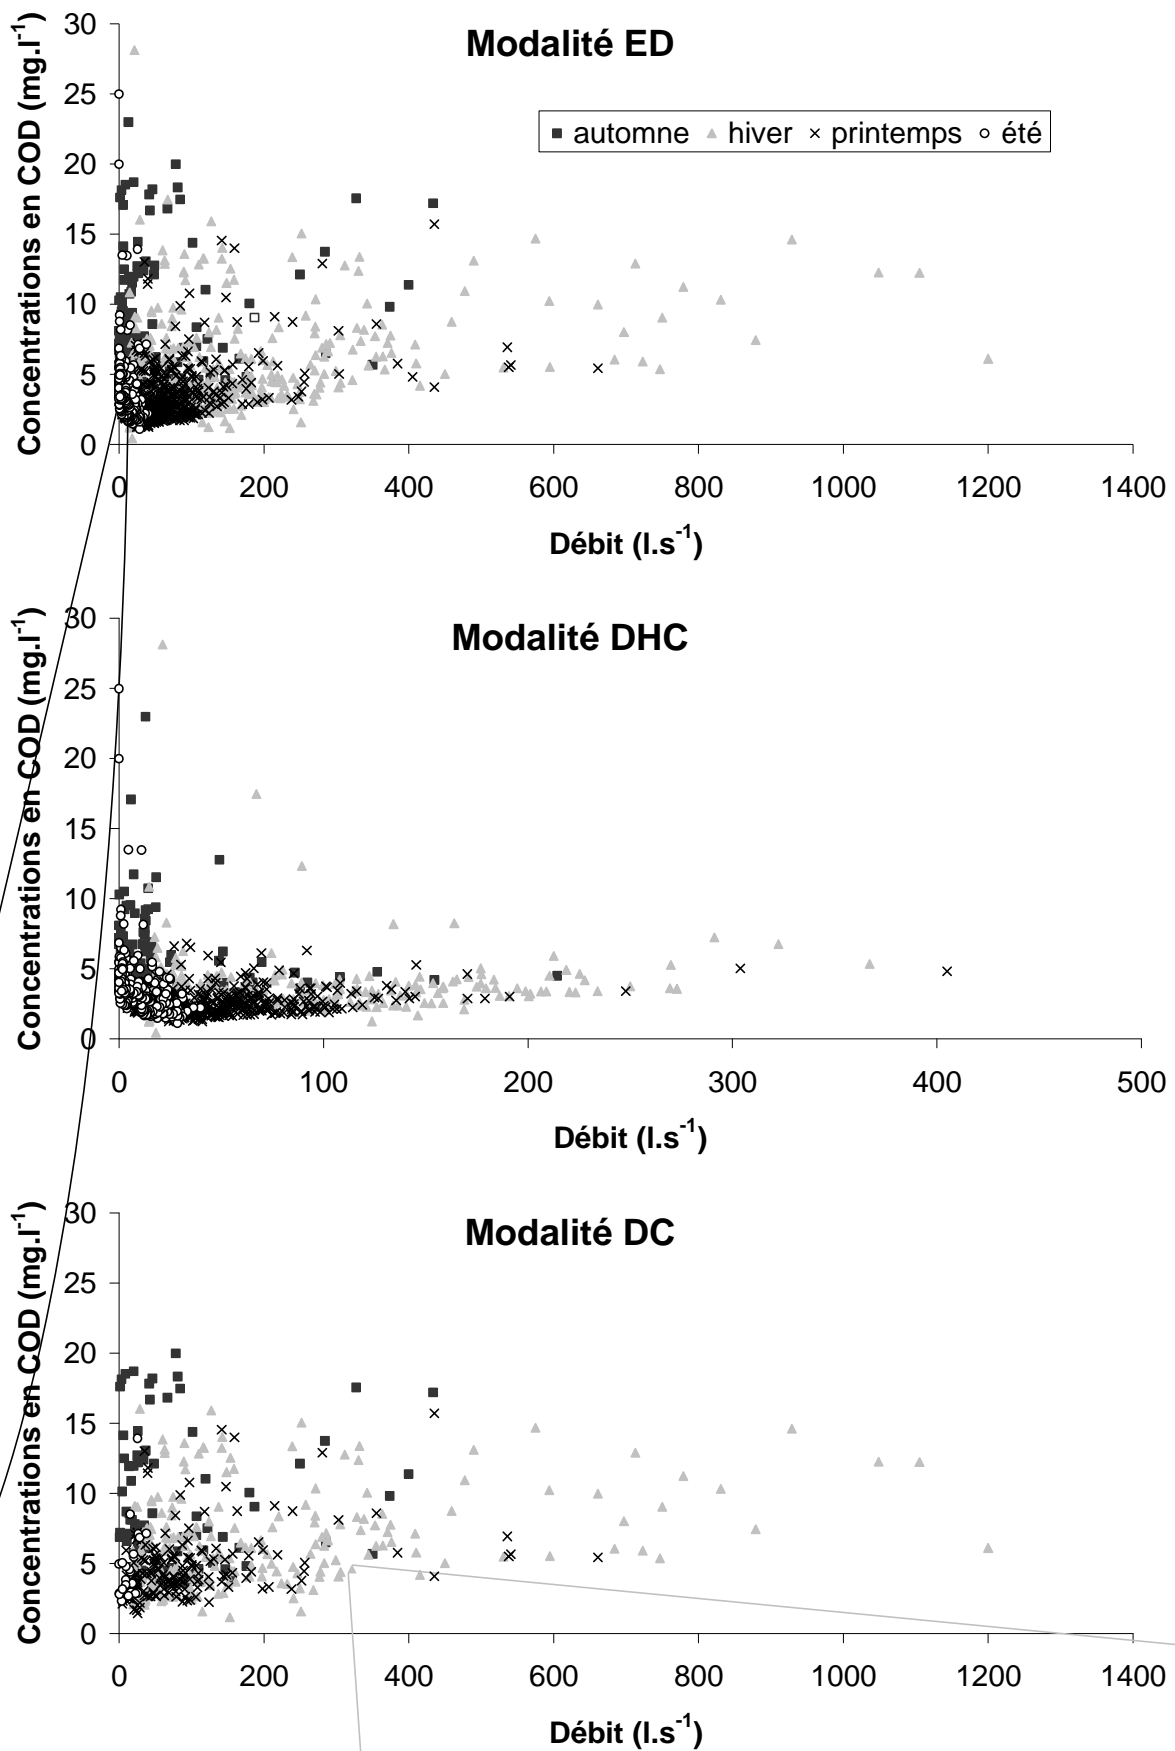 Modalité ED
Concentrations en COD (mg.l⁻¹)
30
25
20
15
10
5
0
automne hiver printemps été
0 200 400 600 800 1000 1200 1400
Débit (l.s⁻¹)
Modalité DHC
Concentrations en COD (mg.l⁻¹)
30
25
20
15
10
5
0
0 100 200 300 400 500
Débit (l.s⁻¹)
Modalité DC
Concentrations en COD (mg.l⁻¹)
30
25
20
15
10
5
0
0 200 400 600 800 1000 1200 1400
Débit (l.s⁻¹)